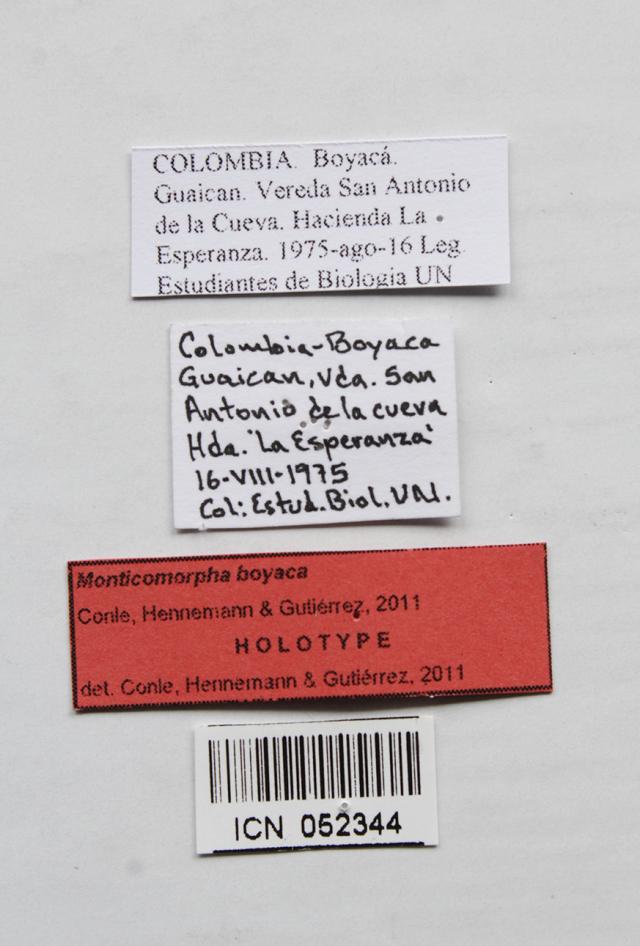 COLOMBIA. Boyacá.
Guaican. Vereda San Antonio
de la Cueva. Hacienda La
Esperanza. 1975-ago-16 Leg.
Estudiantes de Biologia UN
Colombia-Boyaca
Guaican, Vda. San
Antonio de la cueva
Hda. "La Esperanza"
16-VIII-1975
Col: Estud. Biol. UN.
Monticomorpha boyaca
Conle, Hennemann & Gutiérrez, 2011
HOLOTYPE
det. Conle, Hennemann & Gutiérrez, 2011
ICN 052344